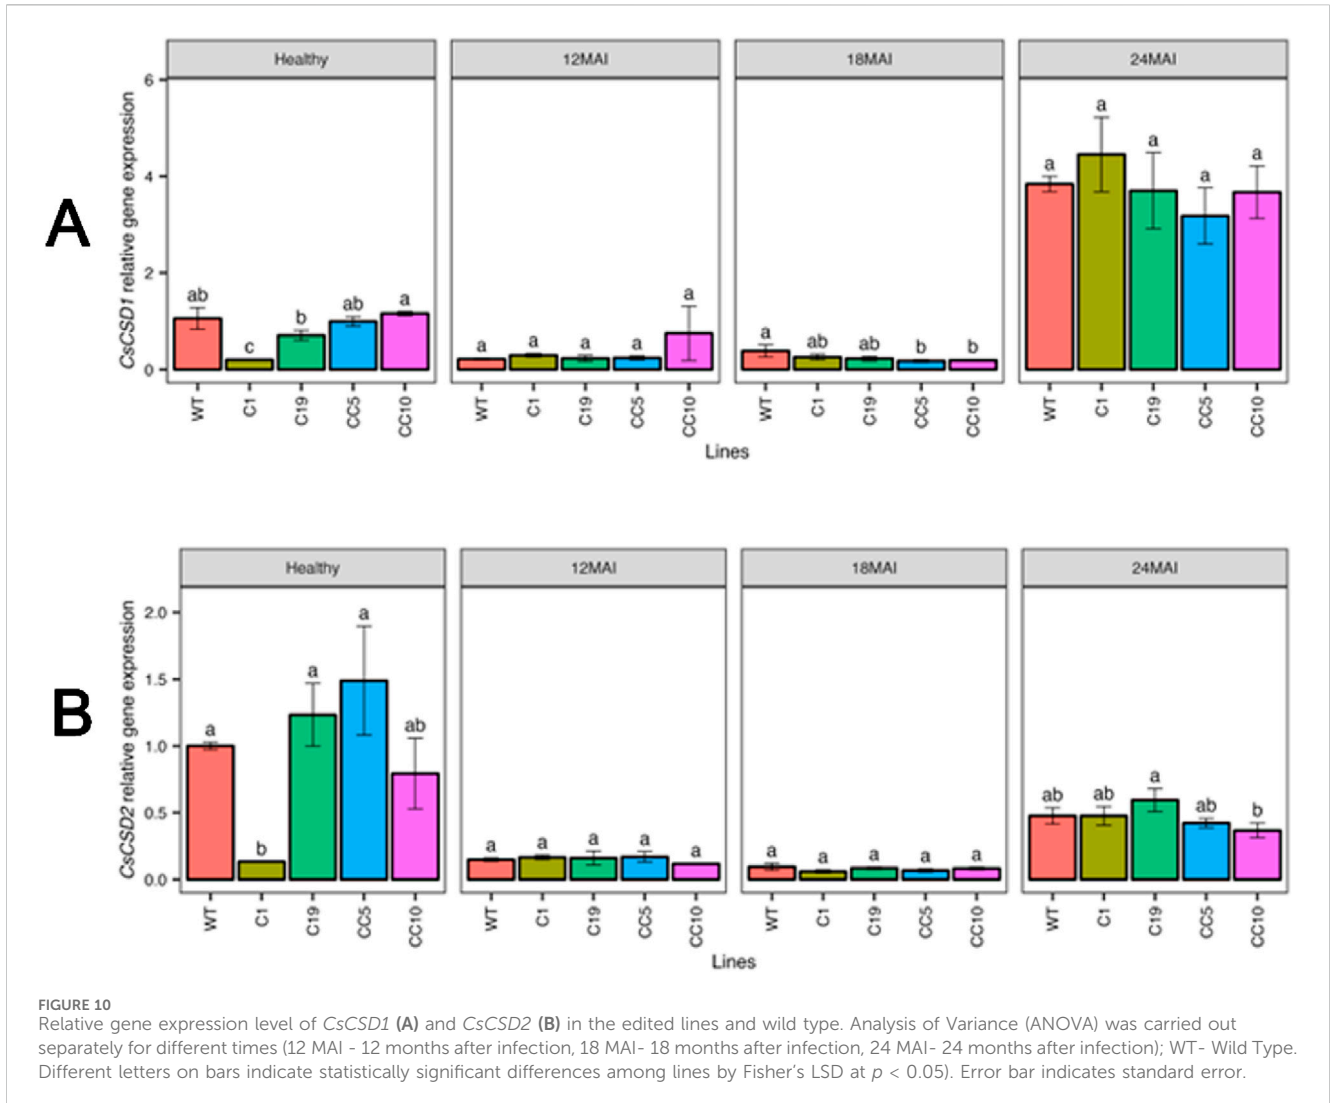 Healthy 12MAI 18MAI 24MAI
A
CsCSD1 relative gene expression
6
4
2
0
ab c b ab a
a a a a a
a ab ab b b
a a a a a
WT C1 C19 CC5 CC10 WT C1 C19 CC5 CC10 WT C1 C19 CC5 CC10 WT C1 C19 CC5 CC10
Lines
Healthy 12MAI 18MAI 24MAI
B
CsCSD2 relative gene expression
2.0
1.5
1.0
0.5
0.0
a b a a ab
a a a a a
a a a a a
ab ab a ab b
WT C1 C19 CC5 CC10 WT C1 C19 CC5 CC10 WT C1 C19 CC5 CC10 WT C1 C19 CC5 CC10
Lines
FIGURE 10
Relative gene expression level of CsCSD1 (A) and CsCSD2 (B) in the edited lines and wild type. Analysis of Variance (ANOVA) was carried out
separately for different times (12 MAI - 12 months after infection, 18 MAI- 18 months after infection, 24 MAI- 24 months after infection); WT- Wild Type.
Different letters on bars indicate statistically significant differences among lines by Fisher's LSD at p < 0.05). Error bar indicates standard error.